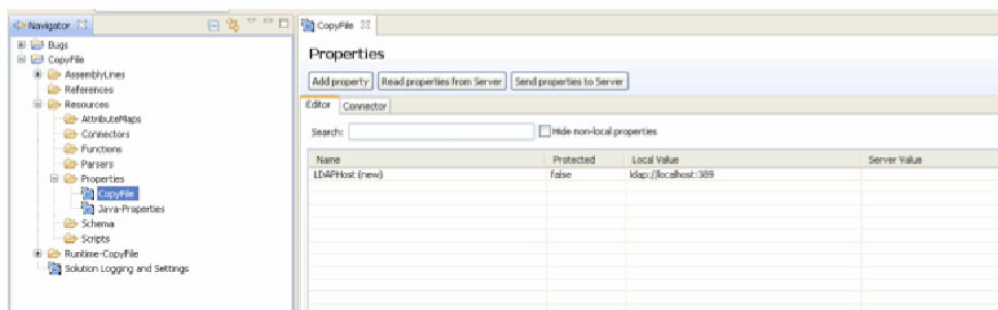 Navigator
Bugs
CopyFile
AssemblyLines
References
Resources
AttributeMaps
Connectors
Functions
Parsers
Properties
CopyFile
Java-Properties
Schema
Scripts
Runtime-CopyFile
Solution Logging and Settings
CopyFile
Properties
Add property Read properties from Server Send properties to Server
Editor Connector
Search: Hide non-local properties
Name Protected Local Value Server Value
LDAPHost (new) false ldap://localhost:389